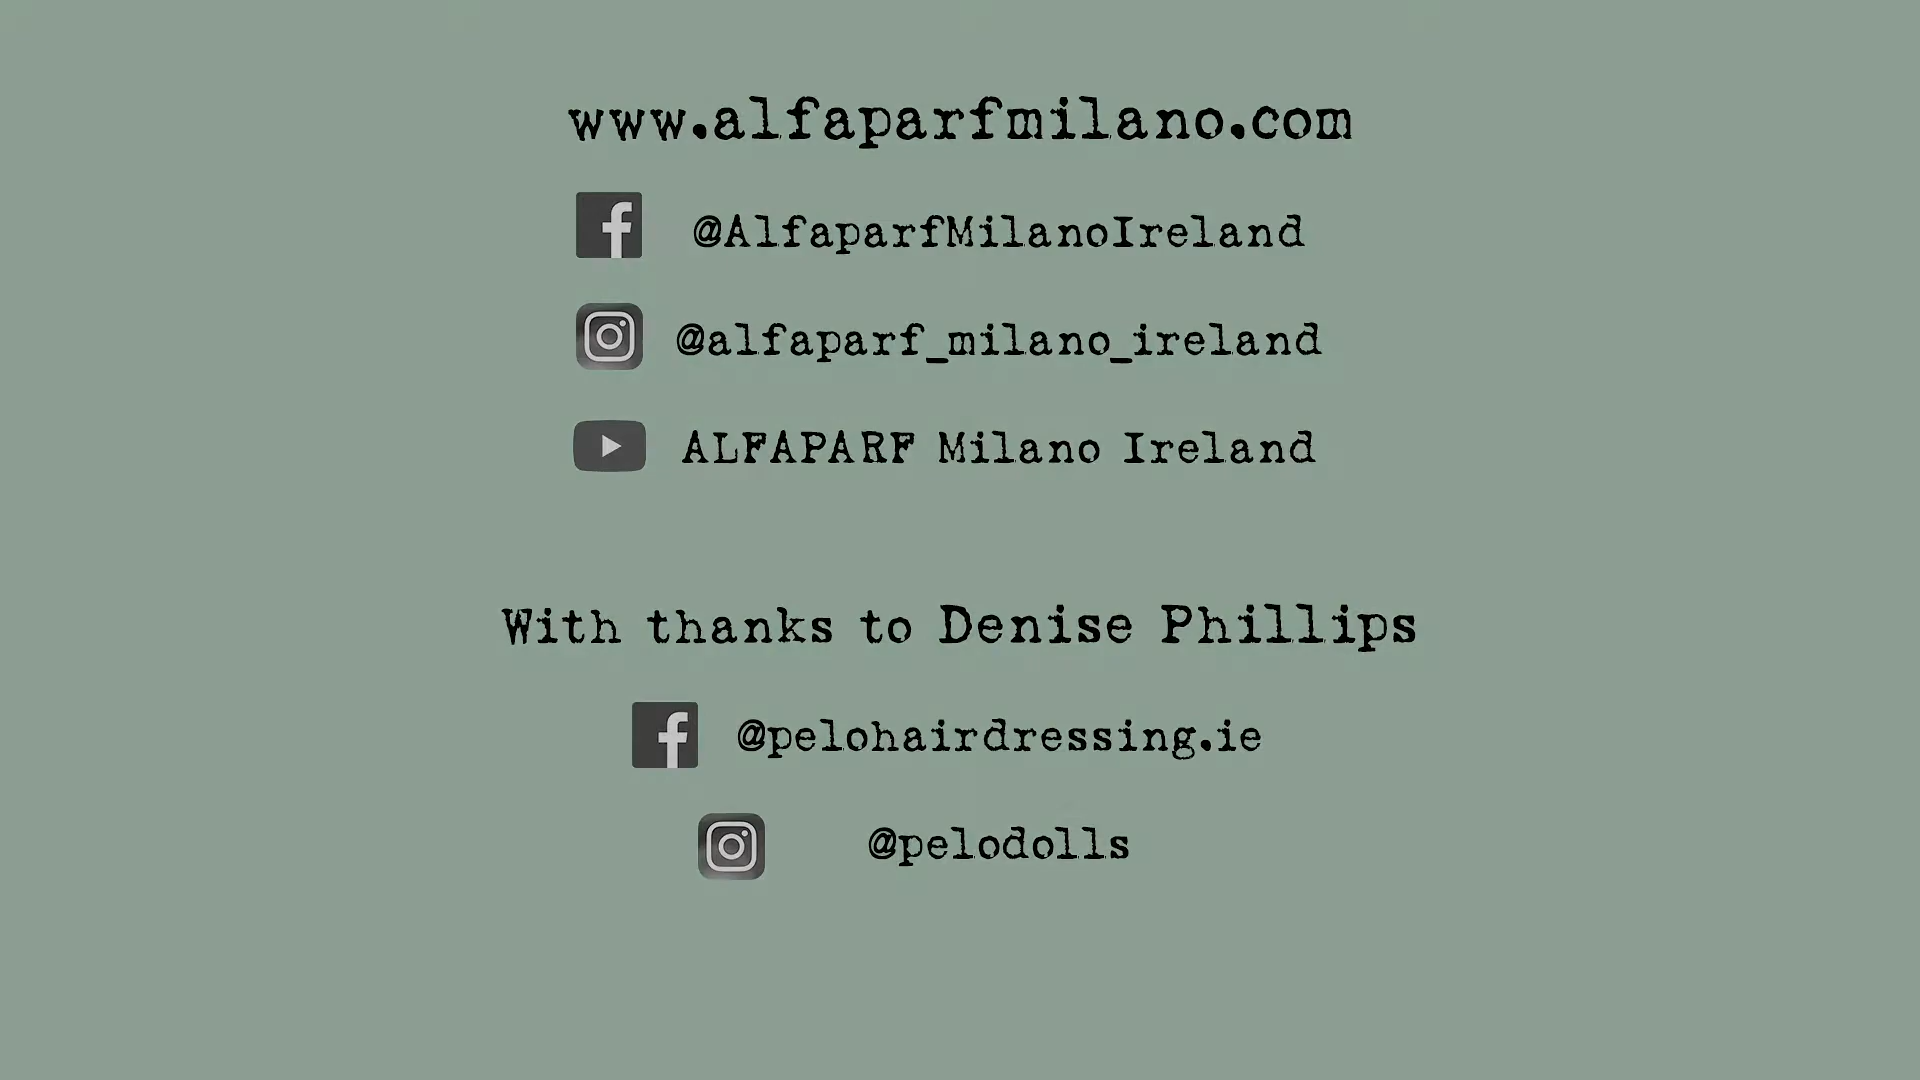 www.alfaparfmilano.com
@AlfaparfMilanoIreland
@alfaparf_milano_ireland
ALFAPARF Milano Ireland
With thanks to Denise Phillips
@pelohairdressing.ie
@pelodolls